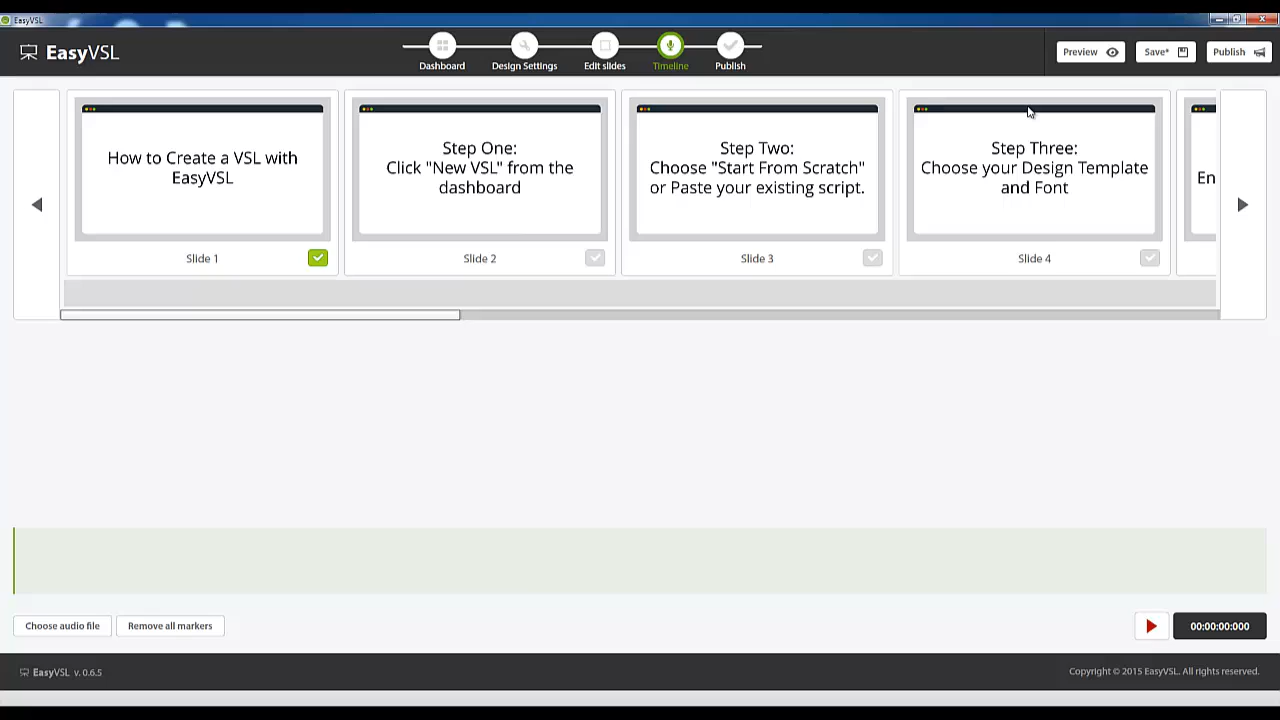 EasyVSL
EasyVSL
Dashboard
Design Settings
Edit slides
Timeline
Publish
Preview
Save*
Publish
How to Create a VSL with
EasyVSL
Slide 1
Step One:
Click "New VSL" from the
dashboard
Slide 2
Step Two:
Choose "Start From Scratch"
or Paste your existing script.
Slide 3
Step Three:
Choose your Design Template
and Font
Slide 4
En
Choose audio file
Remove all markers
00:00:00:000
EasyVSL v. 0.6.5
Copyright © 2015 EasyVSL. All rights reserved.